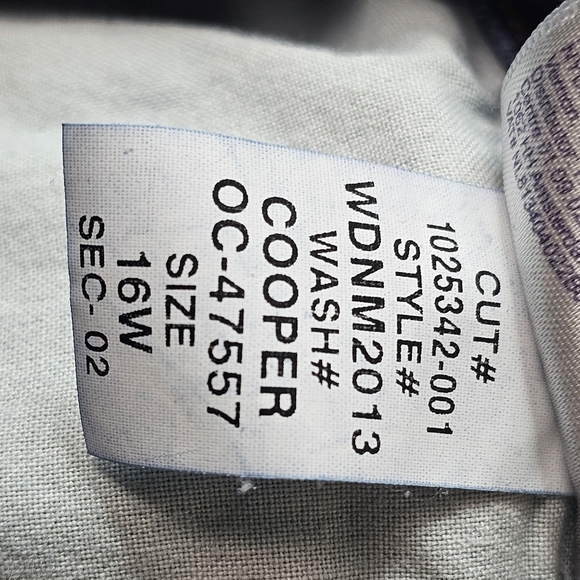 CUT#
1025342-001
STYLE#
WDNM2013
WASH#
COOPER
OC-47557
SIZE
16W
SEC- 02